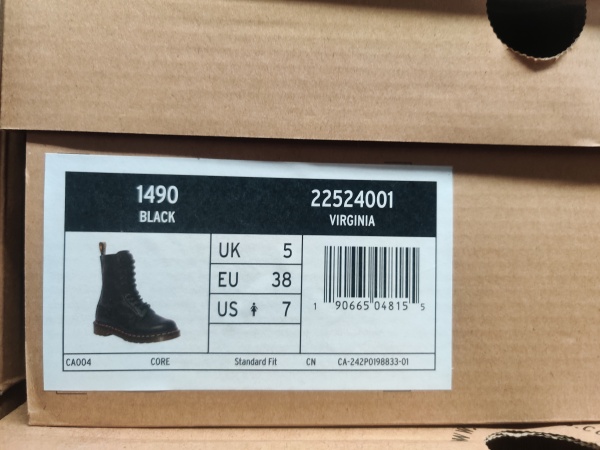 1490
BLACK
22524001
VIRGINIA
UK 5
EU 38
US 7
1 90665 04815 5
CA004 CORE Standard Fit CN CA-242P0198833-01
www.